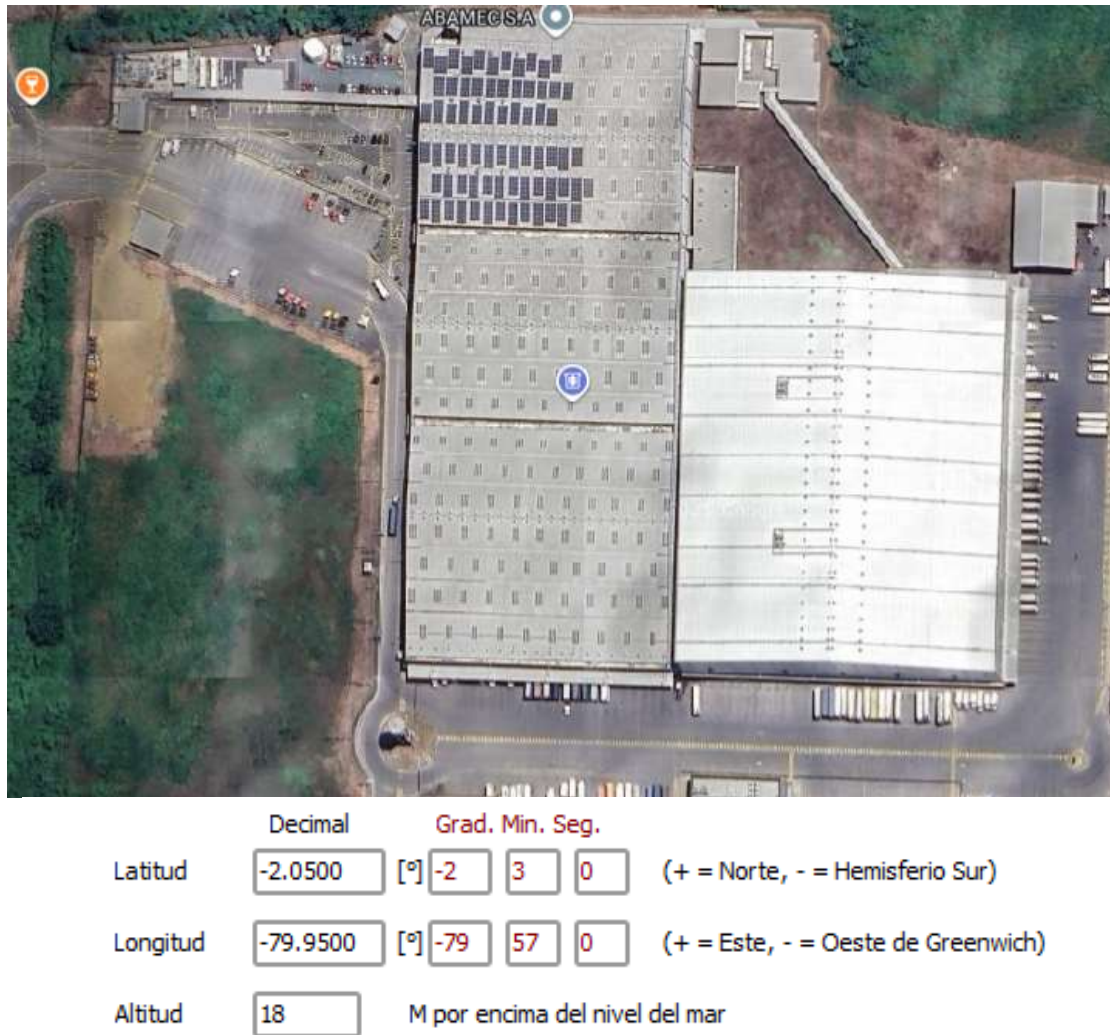 ABAMEC S.A
Decimal Grad. Min. Seg.
Latitud -2.0500 [º] -2 3 0 (+ = Norte, - = Hemisferio Sur)
Longitud -79.9500 [º] -79 57 0 (+ = Este, - = Oeste de Greenwich)
Altitud 18 M por encima del nivel del mar